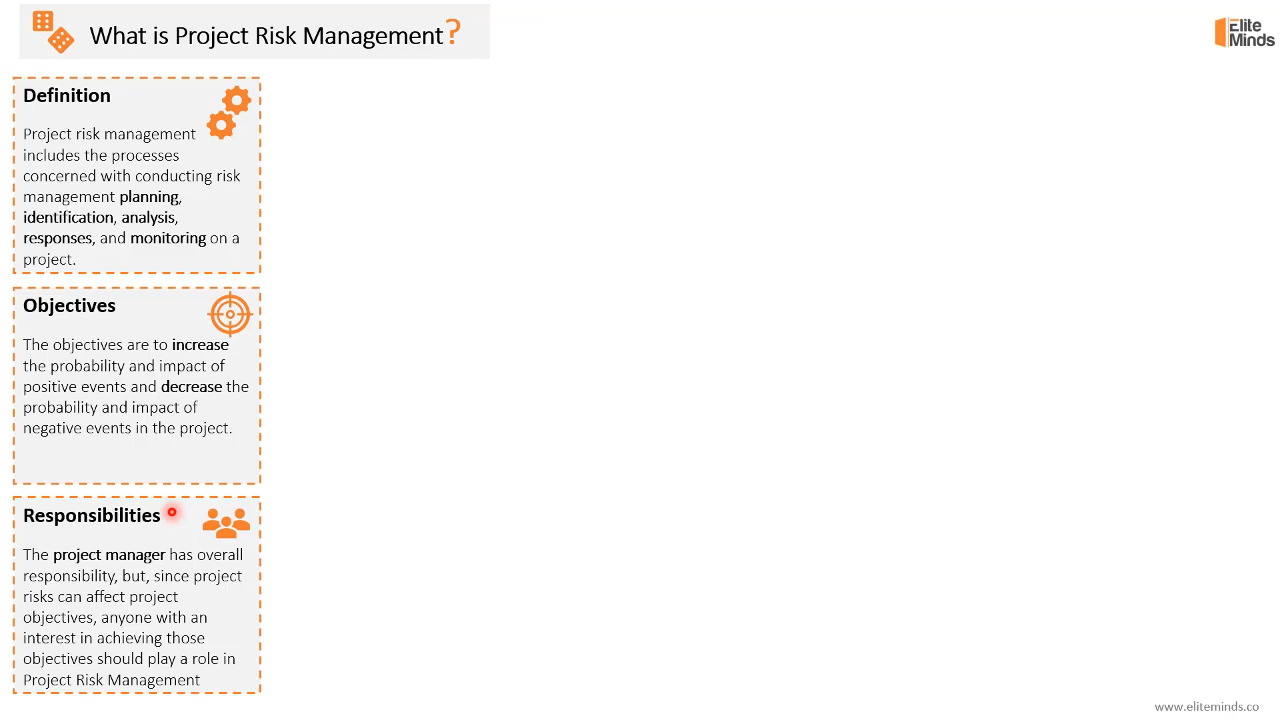 What is Project Risk Management?
Elite
Minds
Definition
Project risk management
includes the processes
concerned with conducting risk
management planning,
identification, analysis,
responses, and monitoring on a
project.
Objectives
The objectives are to increase
the probability and impact of
positive events and decrease the
probability and impact of
negative events in the project.
Responsibilities
The project manager has overall
responsibility, but, since project
risks can affect project
objectives, anyone with an
interest in achieving those
objectives should play a role in
Project Risk Management
www.eliteminds.co